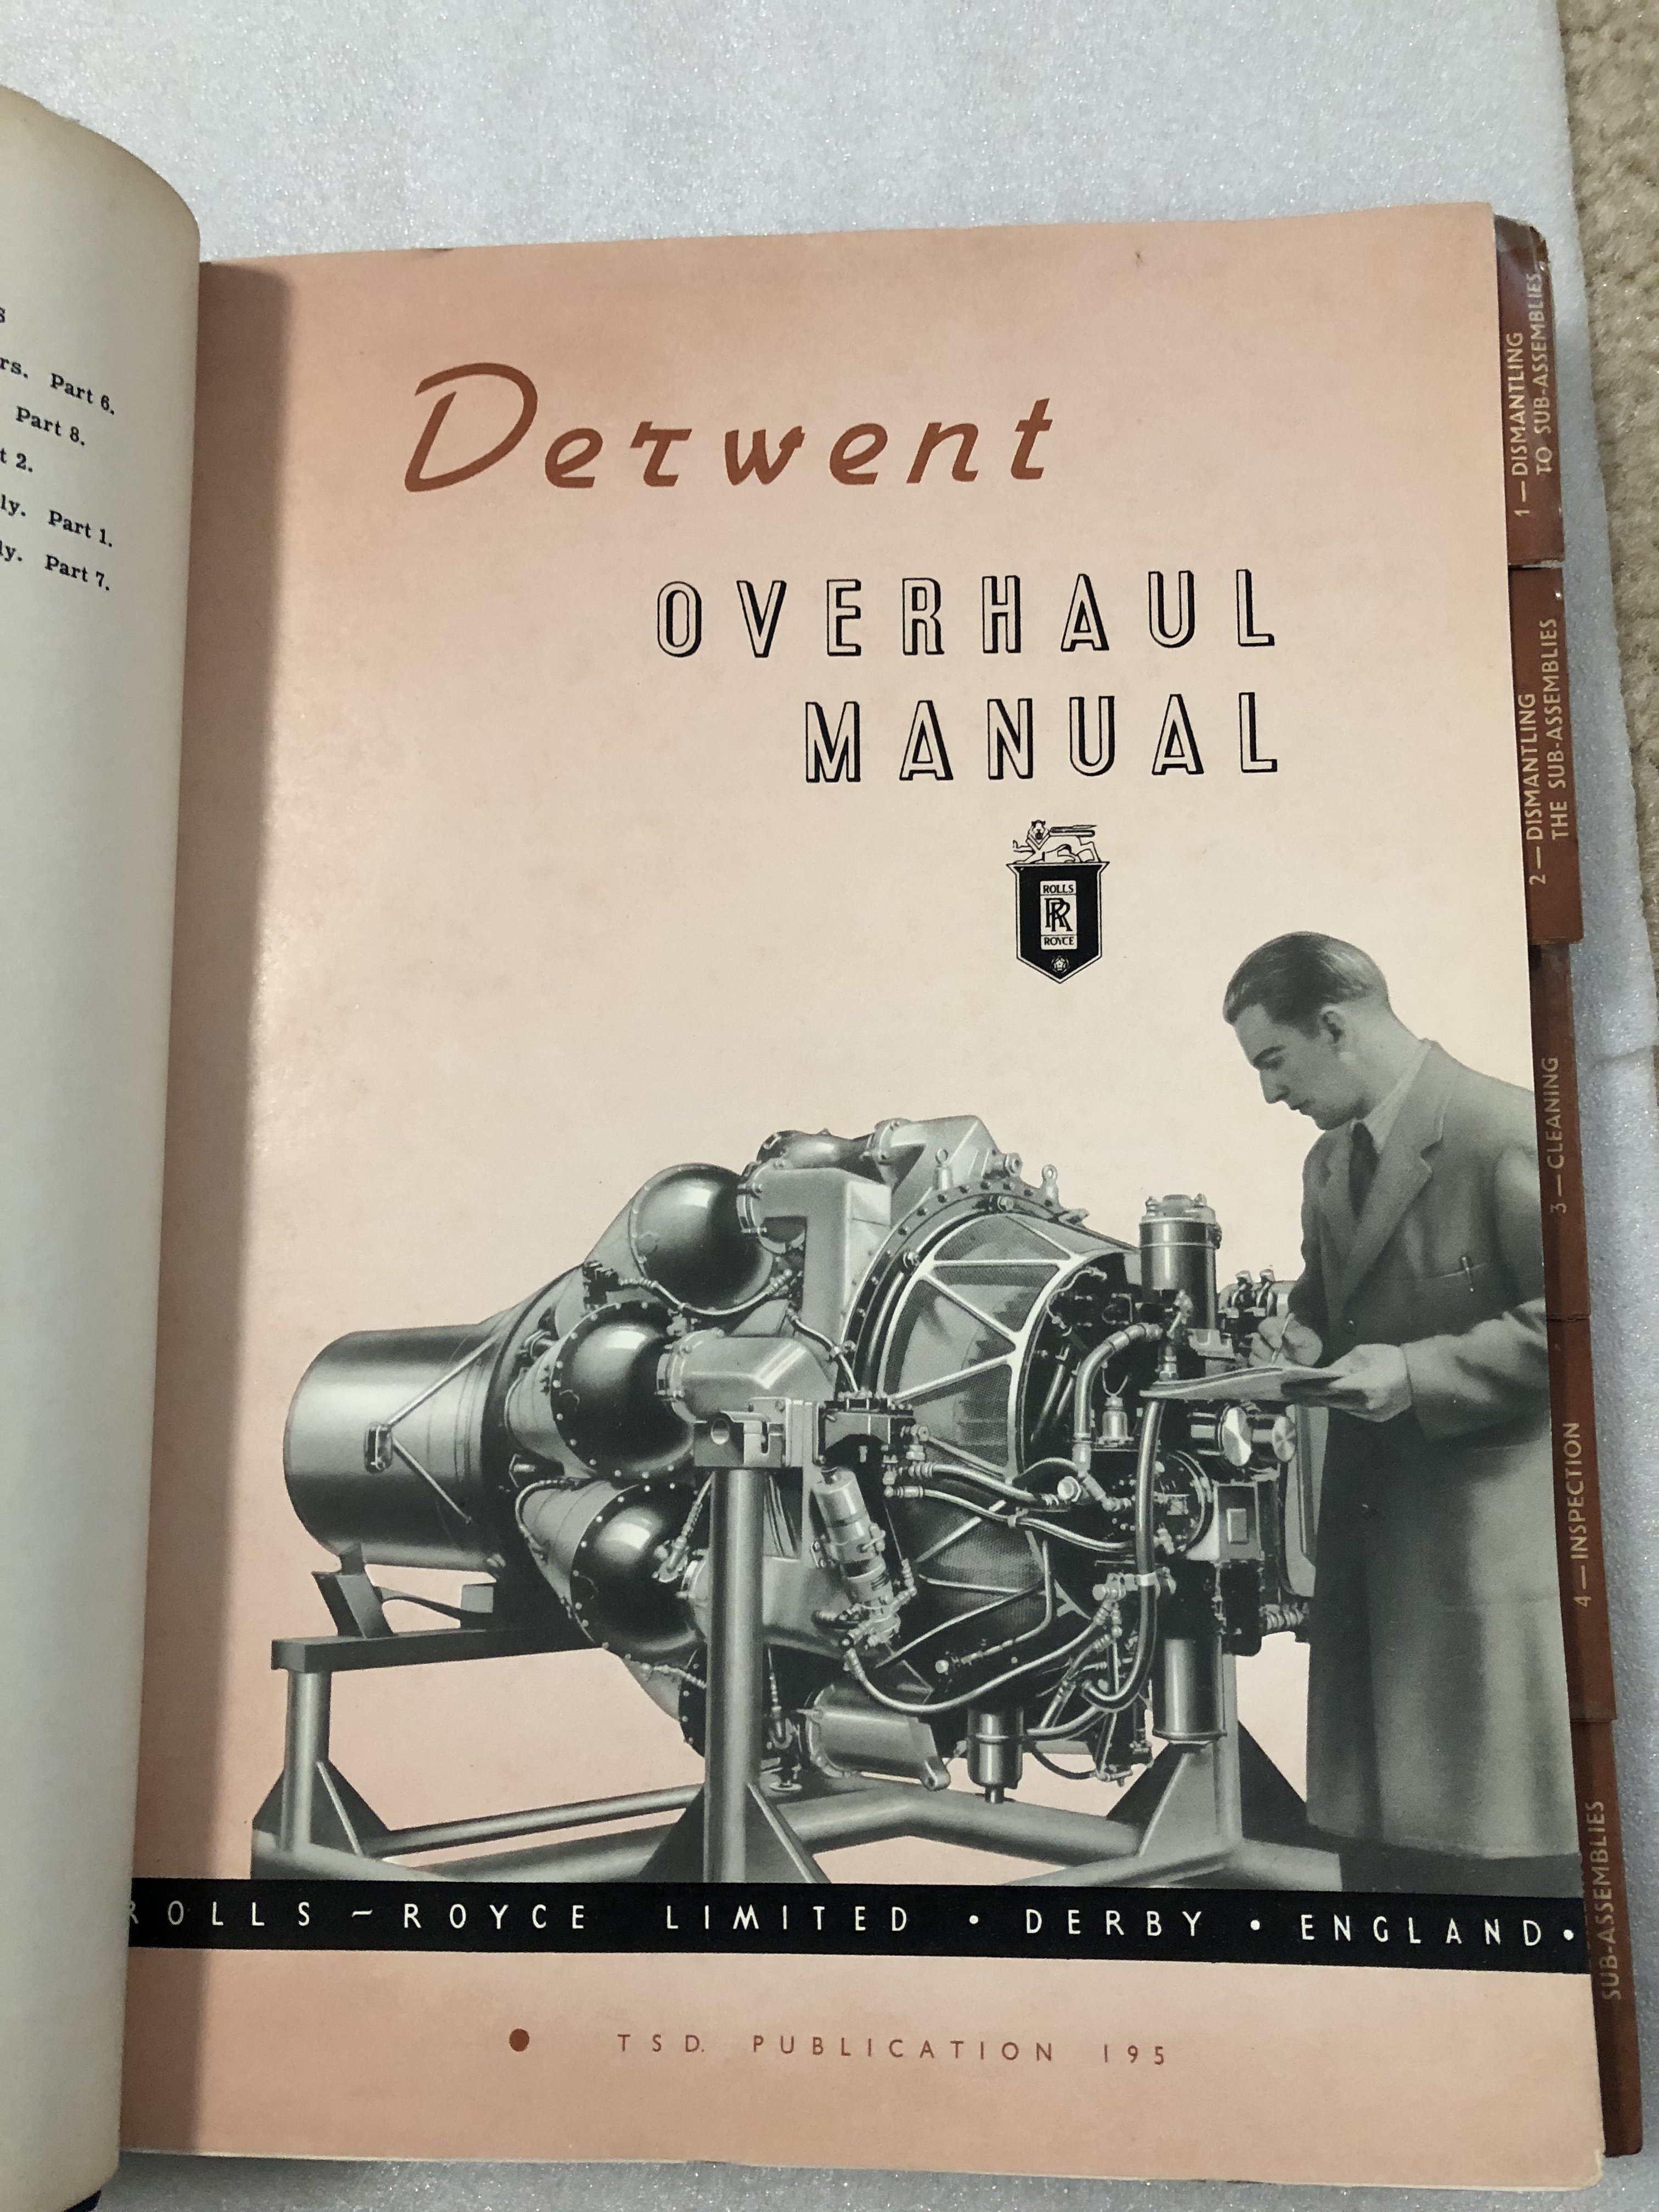 s
rs. Part 6.
Part 8.
t 2.
ly. Part 1.
ly. Part 7.
Derwent
OVERHAUL
MANUAL
ROLLS
RR
ROYCE
ROLLS-ROYCE LIMITED • DERBY • ENGLAND •
• TSD. PUBLICATION 195
1—DISMANTLING
TO SUB-ASSEMBLIES
2—DISMANTLING
THE SUB-ASSEMBLIES
3—CLEANING
4—INSPECTION
SUB-ASSEMBLIES